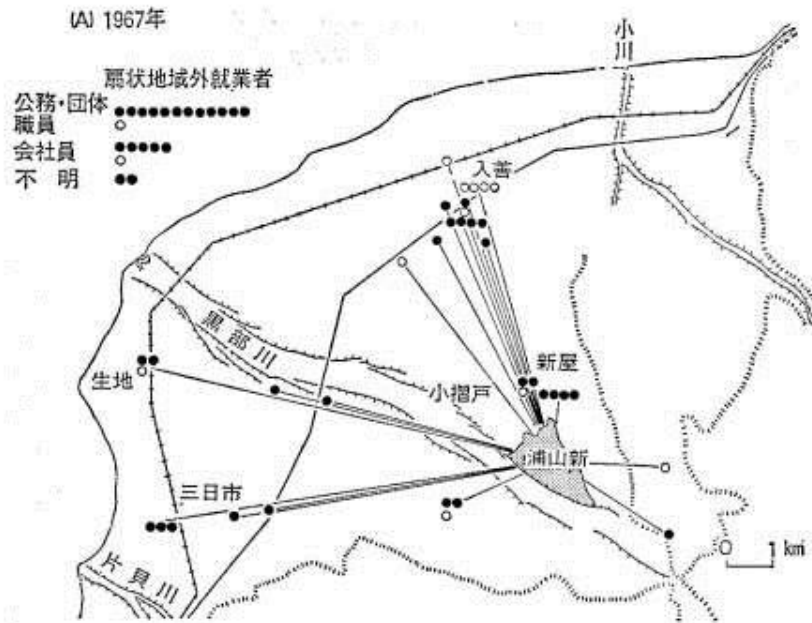 (A) 1967年
扇状地域外就業者
公務・団体
職員
会社員
不明
小川
入善
黒部川
生地
新屋
小摺戸
浦山新
三日市
片貝川
0 1 km